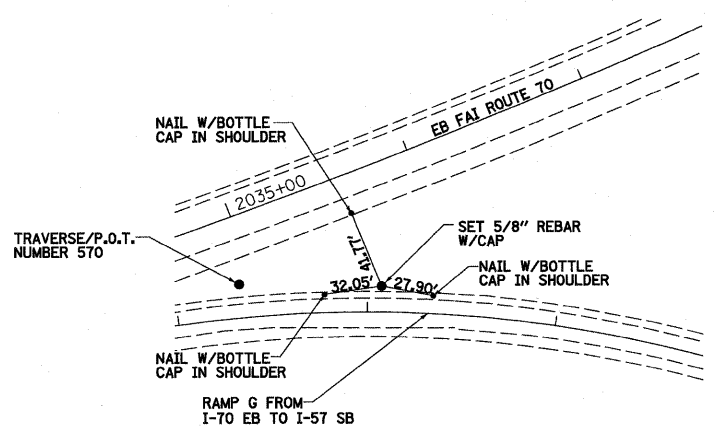 NAIL W/BOTTLE
CAP IN SHOULDER
EB FAI ROUTE 70
2035+00
TRAVERSE/P.O.T.
NUMBER 570
41.77'
SET 5/8" REBAR
W/CAP
32.05'
27.90'
NAIL W/BOTTLE
CAP IN SHOULDER
NAIL W/BOTTLE
CAP IN SHOULDER
RAMP G FROM
I-70 EB TO I-57 SB